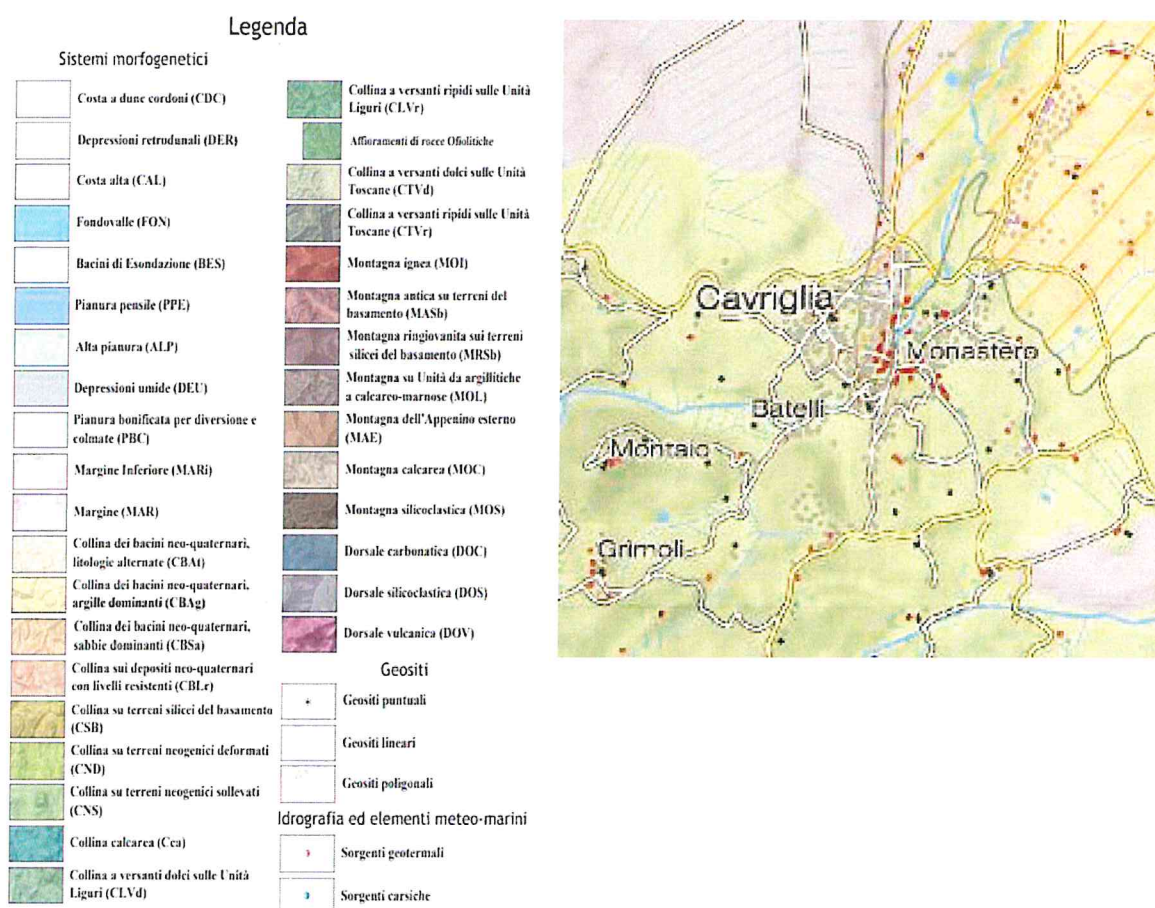 Legenda
Sistemi morfogenetici
Costa a dune cordoni (CDC)
Depressioni retrodunali (DER)
Costa alta (CAL)
Fondovalle (FON)
Bacini di Esondazione (BES)
Pianura pensile (PPE)
Alta pianura (ALP)
Depressioni umide (DEU)
Pianura bonificata per diversione e
colmate (PBC)
Margine Inferiore (MARi)
Margine (MAR)
Collina dei bacini neo-quaternari,
litologie alternate (CBAt)
Collina dei bacini neo-quaternari,
argille dominanti (CBAg)
Collina dei bacini neo-quaternari,
sabbie dominanti (CBSa)
Collina sui depositi neo-quaternari
con livelli resistenti (CBLr)
Collina su terreni silicei del basamento
(CSB)
Collina su terreni neogenici deformati
(CND)
Collina su terreni neogenici sollevati
(CNS)
Collina calcarea (Cca)
Collina a versanti dolci sulle Unità
Liguri (CLVd)
Collina a versanti ripidi sulle Unità
Liguri (CLVr)
Affioramenti di rocce Ofiolitiche
Collina a versanti dolci sulle Unità
Toscane (CTVd)
Collina a versanti ripidi sulle Unità
Toscane (CTVr)
Montagna ignea (MOI)
Montagna antica su terreni del
basamento (MASb)
Montagna ringiovanita sui terreni
silicei del basamento (MRSb)
Montagna su Unità da argillitiche
a calcareo-marnose (MOL)
Montagna dell'Appenino esterno
(MAE)
Montagna calcarea (MOC)
Montagna silicoclastica (MOS)
Dorsale carbonatica (DOC)
Dorsale silicoclastica (DOS)
Dorsale vulcanica (DOV)
Geositi
Geositi puntuali
Geositi lineari
Geositi poligonali
Idrografia ed elementi meteo-marini
Sorgenti geotermali
Sorgenti carsiche
Cavriglia
Monastero
Batelli
Montaio
Grimoli